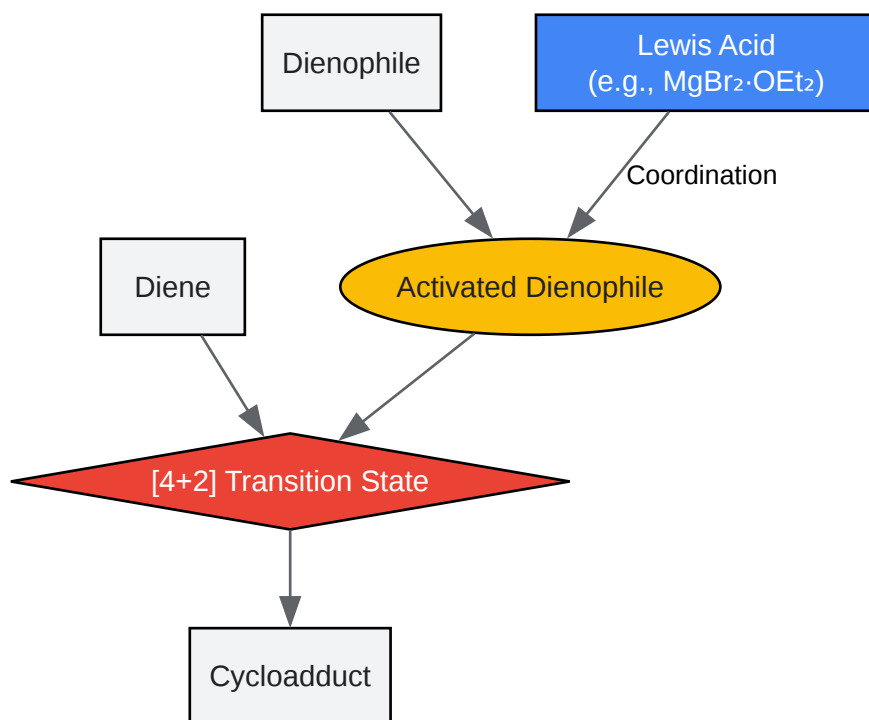 Dienophile
Lewis Acid
(e.g., MgBr₂·OEt₂)
Coordination
Diene
Activated Dienophile
[4+2] Transition State
Cycloadduct